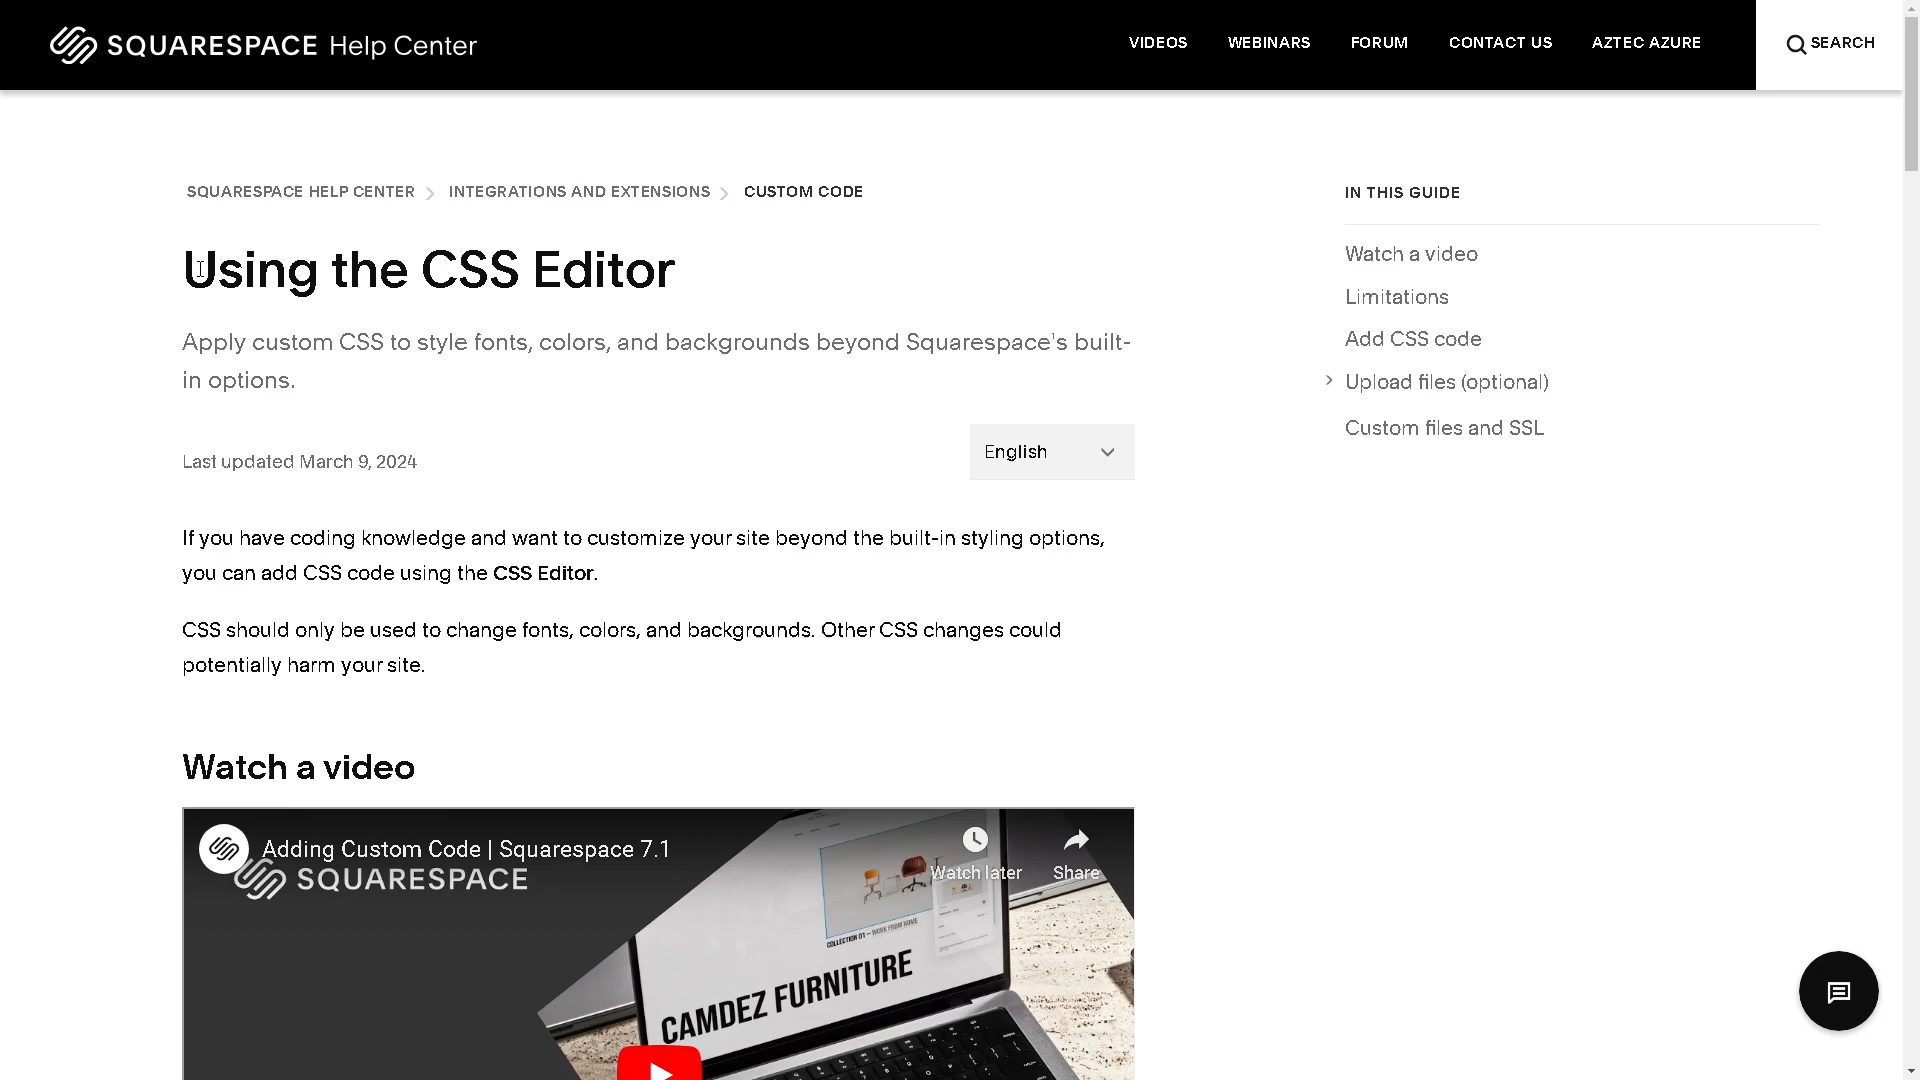 SQUARESPACE Help Center
VIDEOS
WEBINARS
FORUM
CONTACT US
AZTEC AZURE
SEARCH
SQUARESPACE HELP CENTER
INTEGRATIONS AND EXTENSIONS
CUSTOM CODE
Using the CSS Editor
Apply custom CSS to style fonts, colors, and backgrounds beyond Squarespace's built-
in options.
Last updated March 9, 2024
English
If you have coding knowledge and want to customize your site beyond the built-in styling options,
you can add CSS code using the CSS Editor.
CSS should only be used to change fonts, colors, and backgrounds. Other CSS changes could
potentially harm your site.
Watch a video
Adding Custom Code | Squarespace 7.1
SQUARESPACE
Watch later
Share
COLLECTION 01 — WORK FROM HOME
CAMDEZ FURNITURE
IN THIS GUIDE
Watch a video
Limitations
Add CSS code
Upload files (optional)
Custom files and SSL